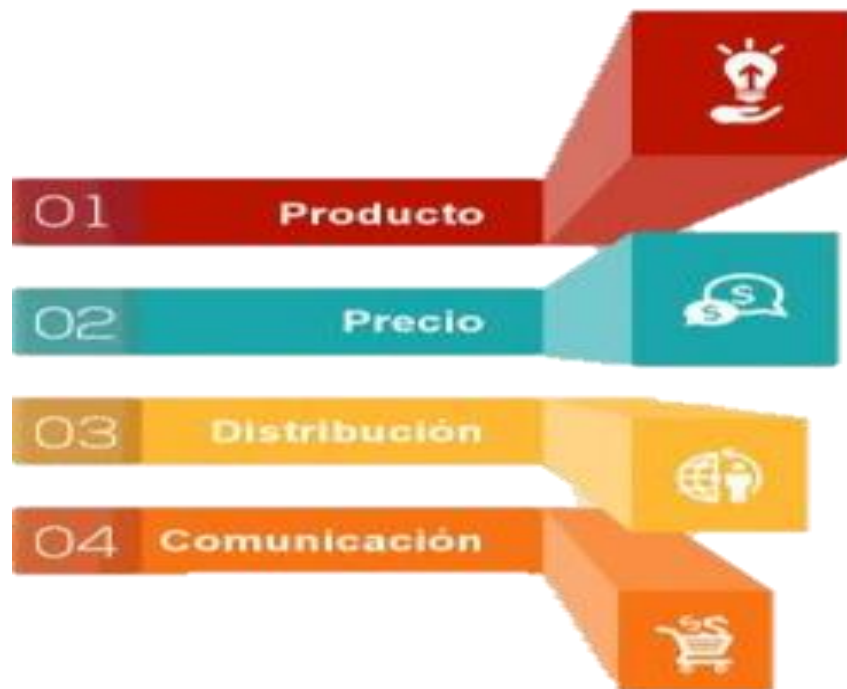 01 Producto
02 Precio
S
S
03 Distribución
04 Comunicación